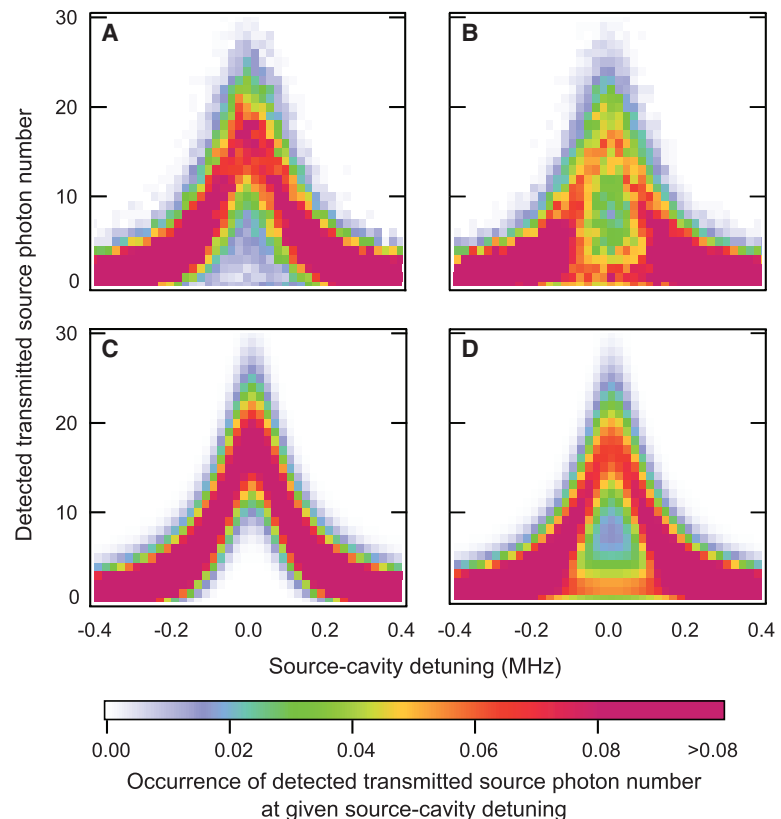 A
B
30
20
10
0
C
D
30
20
10
0
Detected transmitted source photon number
-0.4 -0.2 0.0 0.2 0.4
-0.4 -0.2 0.0 0.2 0.4
Source-cavity detuning (MHz)
0.00 0.02 0.04 0.06 0.08 >0.08
Occurrence of detected transmitted source photon number
at given source-cavity detuning